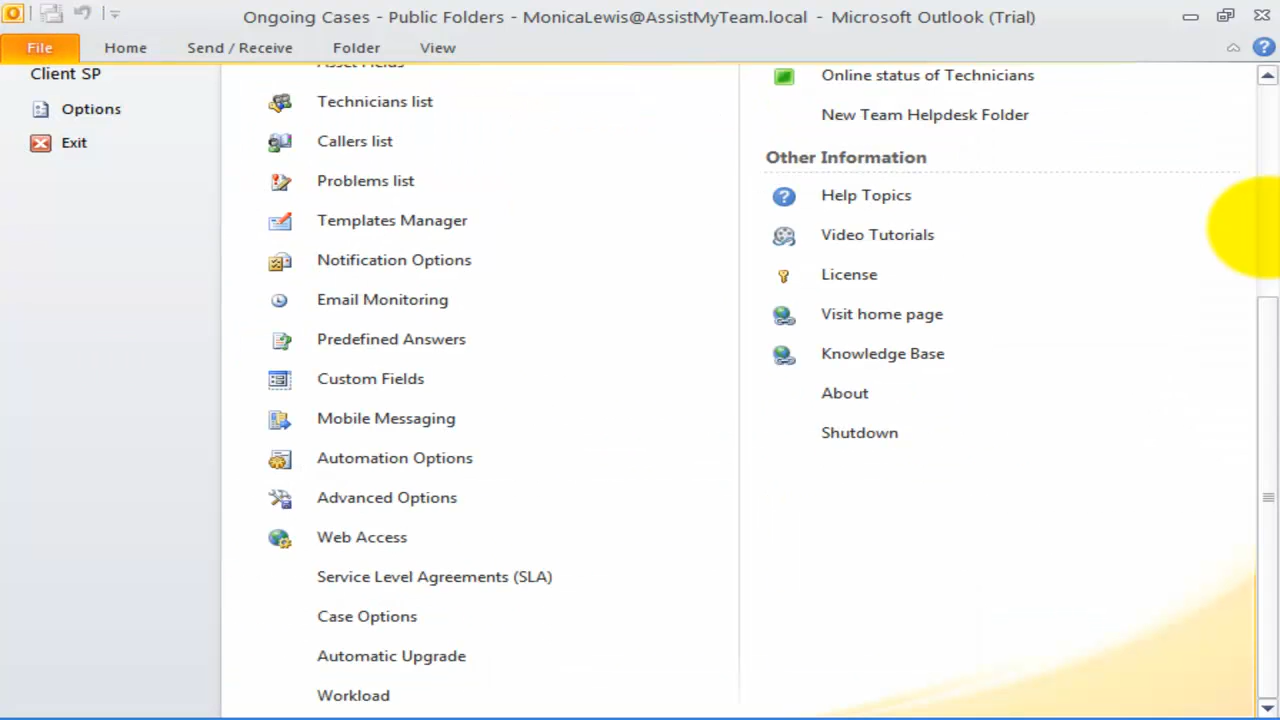 Ongoing Cases - Public Folders - MonicaLewis@AssistMyTeam.local - Microsoft Outlook (Trial)
File
Home
Send / Receive
Folder
View
Client SP
Options
Exit
Asset Fields
Technicians list
Callers list
Problems list
Templates Manager
Notification Options
Email Monitoring
Predefined Answers
Custom Fields
Mobile Messaging
Automation Options
Advanced Options
Web Access
Service Level Agreements (SLA)
Case Options
Automatic Upgrade
Workload
Online status of Technicians
New Team Helpdesk Folder
Other Information
Help Topics
Video Tutorials
License
Visit home page
Knowledge Base
About
Shutdown